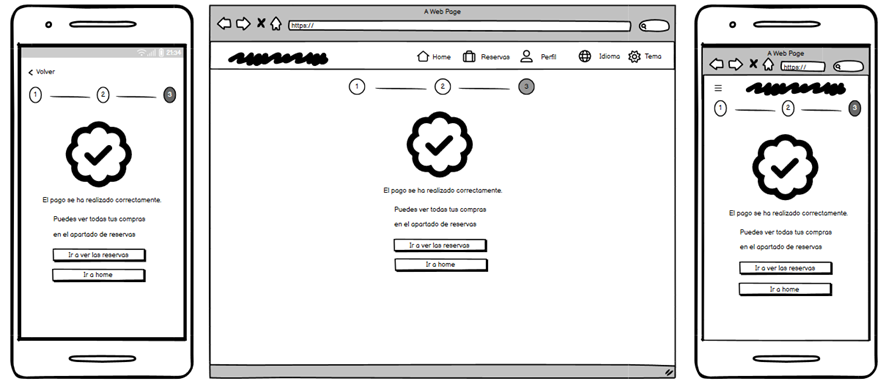 21:34
Volver
1 2 3
El pago se ha realizado correctamente.
Puedes ver todas tus compras
en el apartado de reservas
Ir a ver las reservas
Ir a home
A Web Page
https://
Home Reservas Perfil Idioma Tema
1 2 3
El pago se ha realizado correctamente.
Puedes ver todas tus compras
en el apartado de reservas
Ir a ver las reservas
Ir a home
A Web Page
https://
1 2 3
El pago se ha realizado correctamente.
Puedes ver todas tus compras
en el apartado de reservas
Ir a ver las reservas
Ir a home